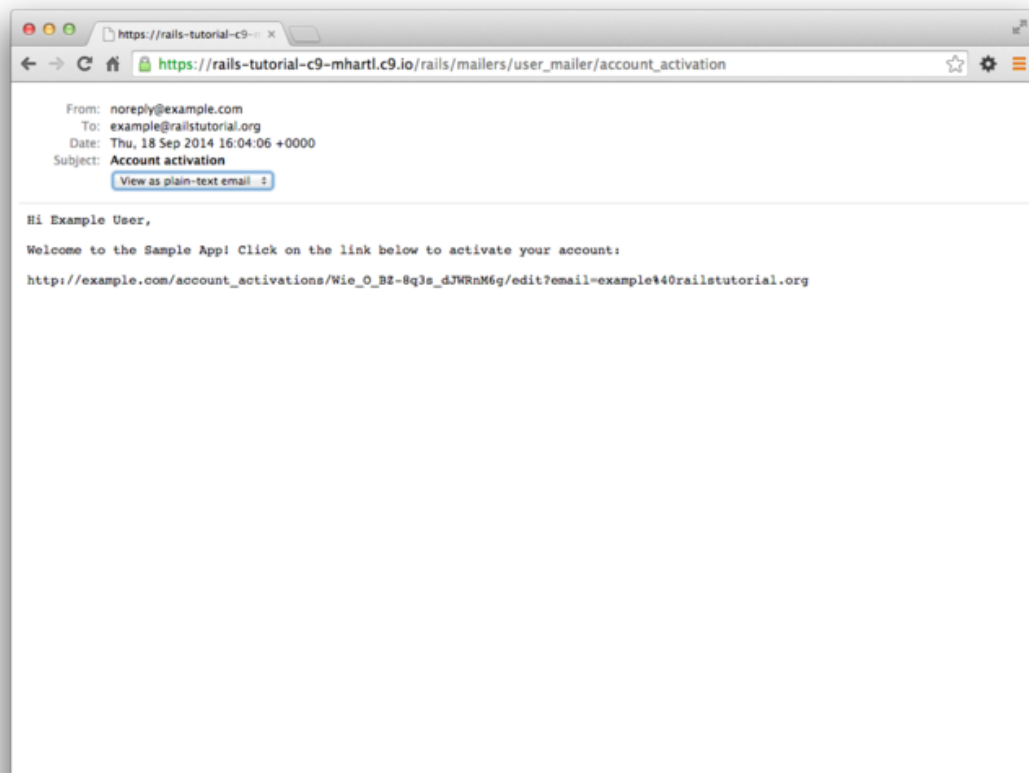 https://rails-tutorial-c9-
https://rails-tutorial-c9-mhartl.c9.io/rails/mailers/user_mailer/account_activation
From: noreply@example.com
To: example@railstutorial.org
Date: Thu, 18 Sep 2014 16:04:06 +0000
Subject: Account activation
View as plain-text email
Hi Example User,
Welcome to the Sample App! Click on the link below to activate your account:
http://example.com/account_activations/Wie_O_BZ-8q3s_dJWRnM6g/edit?email=example%40railstutorial.org